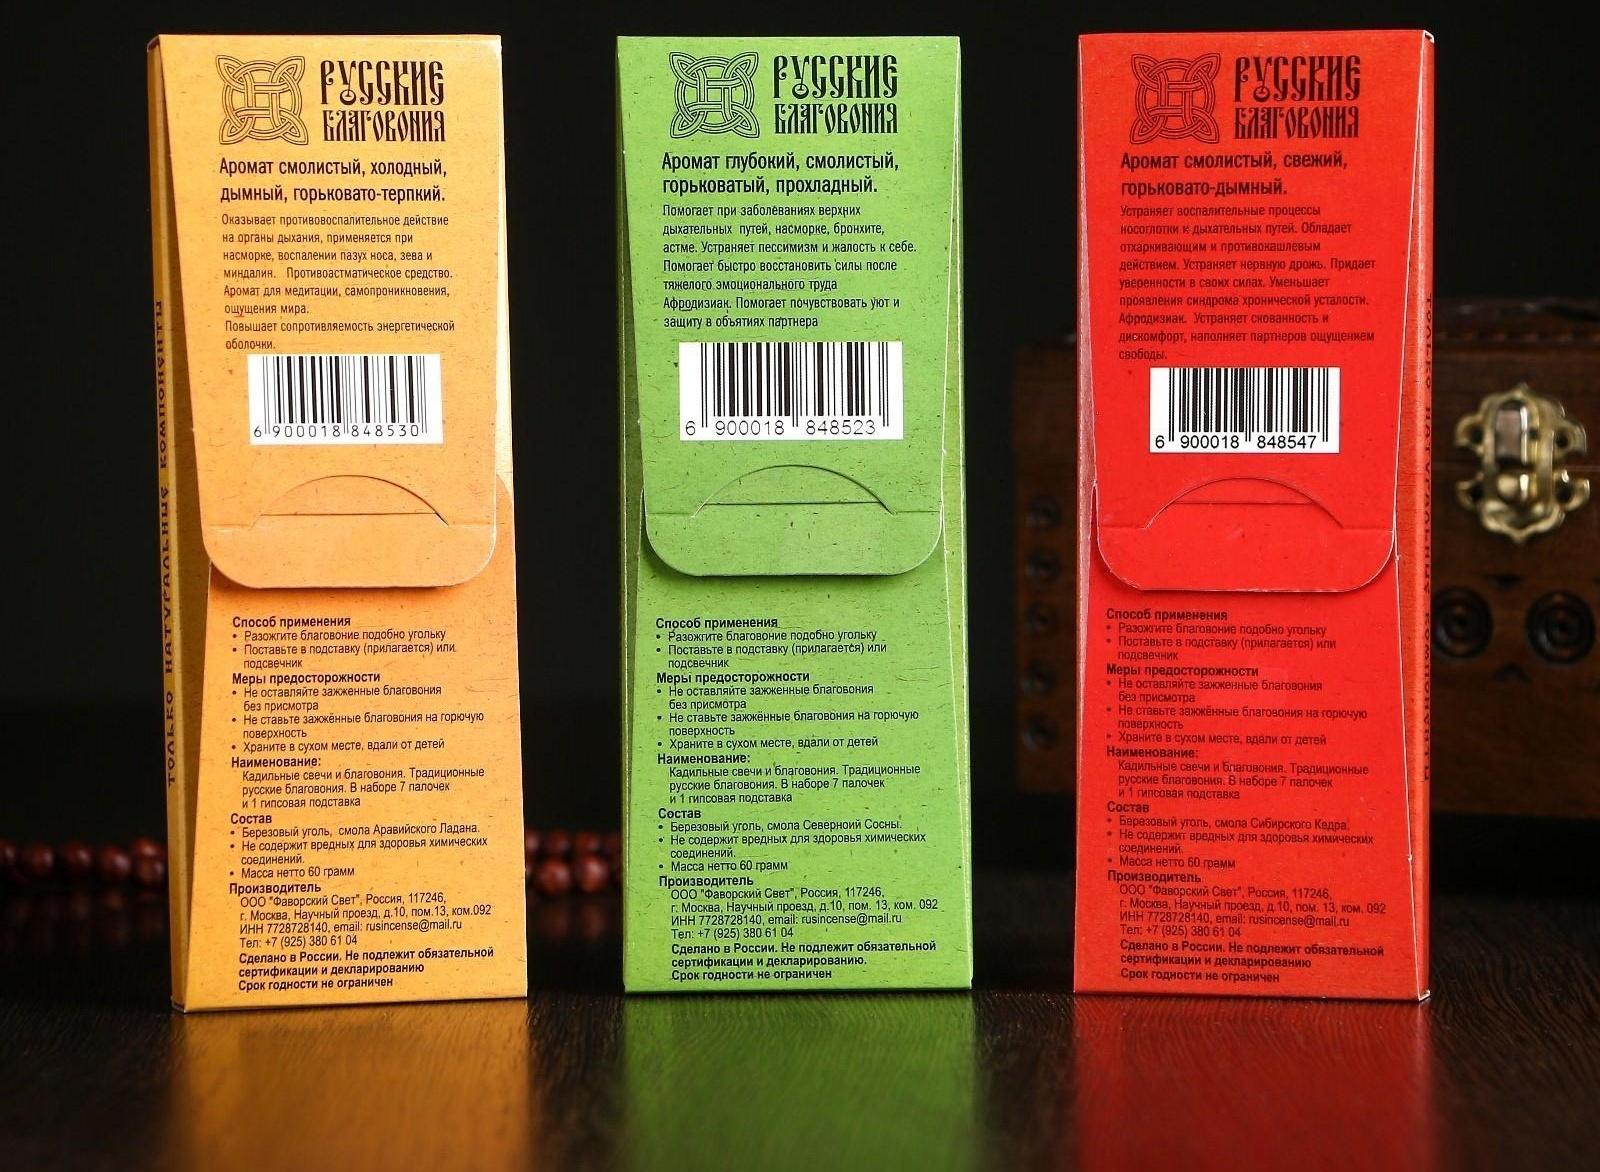 РУССКИЕ
БЛАГОВОНИЯ
Аромат смолистый, холодный,
дымный, горьковато-терпкий.
Оказывает противовоспалительное действие
на органы дыхания, применяется при
насморке, воспалении пазух носа, зева и
миндалин. Противоастматическое средство.
Аромат для медитации, самопроникновения,
ощущения мира.
Повышает сопротивляемость энергетической
оболочки.
6 900018 848530
Способ применения
• Разожгите благовоние подобно угольку
• Поставьте в подставку (прилагается) или
подсвечник
Меры предосторожности
• Не оставляйте зажженные благовония
без присмотра
• Не ставьте зажжённые благовония на горючую
поверхность
• Храните в сухом месте, вдали от детей
Наименование:
Кадильные свечи и благовония. Традиционные
русские благовония. В наборе 7 палочек
и 1 гипсовая подставка
Состав
• Березовый уголь, смола Аравийского Ладана.
• Не содержит вредных для здоровья химических
соединений.
• Масса нетто 60 грамм
Производитель
ООО "Фаворский Свет", Россия, 117246,
г. Москва, Научный проезд, д.10, пом. 13, ком. 092
ИНН 7728728140, email: rusincense@mail.ru
Тел: +7 (925) 380 61 04
Сделано в России. Не подлежит обязательной
сертификации и декларированию
Срок годности не ограничен
ТОЛЬКО НАТУРАЛЬНЫЕ КОМПОНЕНТЫ
РУССКИЕ
БЛАГОВОНИЯ
Аромат глубокий, смолистый,
горьковатый, прохладный.
Помогает при заболеваниях верхних
дыхательных путей, насморке, бронхите,
астме. Устраняет пессимизм и жалость к себе.
Помогает быстро восстановить силы после
тяжелого эмоционального труда
Афродизиак. Помогает почувствовать уют и
защиту в объятиях партнера
6 900018 848523
Способ применения
• Разожгите благовоние подобно угольку
• Поставьте в подставку (прилагается) или
подсвечник
Меры предосторожности
• Не оставляйте зажженные благовония
без присмотра
• Не ставьте зажжённые благовония на горючую
поверхность
• Храните в сухом месте, вдали от детей
Наименование:
Кадильные свечи и благовония. Традиционные
русские благовония. В наборе 7 палочек
и 1 гипсовая подставка
Состав
• Березовый уголь, смола Северноий Сосны.
• Не содержит вредных для здоровья химических
соединений.
• Масса нетто 60 грамм
Производитель
ООО "Фаворский Свет", Россия, 117246,
г. Москва, Научный проезд, д.10, пом. 13, ком. 092
ИНН 7728728140, email: rusincense@mail.ru
Тел: +7 (925) 380 61 04
Сделано в России. Не подлежит обязательной
сертификации и декларированию.
Срок годности не ограничен
РУССКИЕ
БЛАГОВОНИЯ
Аромат смолистый, свежий,
горьковато-дымный.
Устраняет воспалительные процессы
носоглотки к дыхательных путей. Обладает
отхаркивающим и противокашлевым
действием. Устраняет нервную дрожь. Придает
уверенности в своих силах. Уменьшает
проявления синдрома хронической усталости.
Афродизиак. Устраняет скованность и
дискомфорт, наполняет партнеров ощущением
свободы.
6 900018 848547
Способ применения
• Разожгите благовоние подобно угольку
• Поставьте в подставку (прилагается) или
подсвечник
Меры предосторожности
• Не оставляйте зажженные благовония
без присмотра
• Не ставьте зажжённые благовония на горючую
поверхность
• Храните в сухом месте, вдали от детей
Наименование:
Кадильные свечи и благовония. Традиционные
русские благовония. В наборе 7 палочек
и 1 гипсовая подставка
Состав
• Березовый уголь, смола Сибирского Кедра.
• Не содержит вредных для здоровья химических
соединений.
• Масса нетто 60 грамм
Производитель
ООО "Фаворский Свет", Россия, 117246,
г. Москва, Научный проезд, д.10, пом. 13, ком. 092
ИНН 7728728140, email: rusincense@mail.ru
Тел: +7 (925) 380 61 04
Сделано в России. Не подлежит обязательной
сертификации и декларированию
Срок годности не ограничен